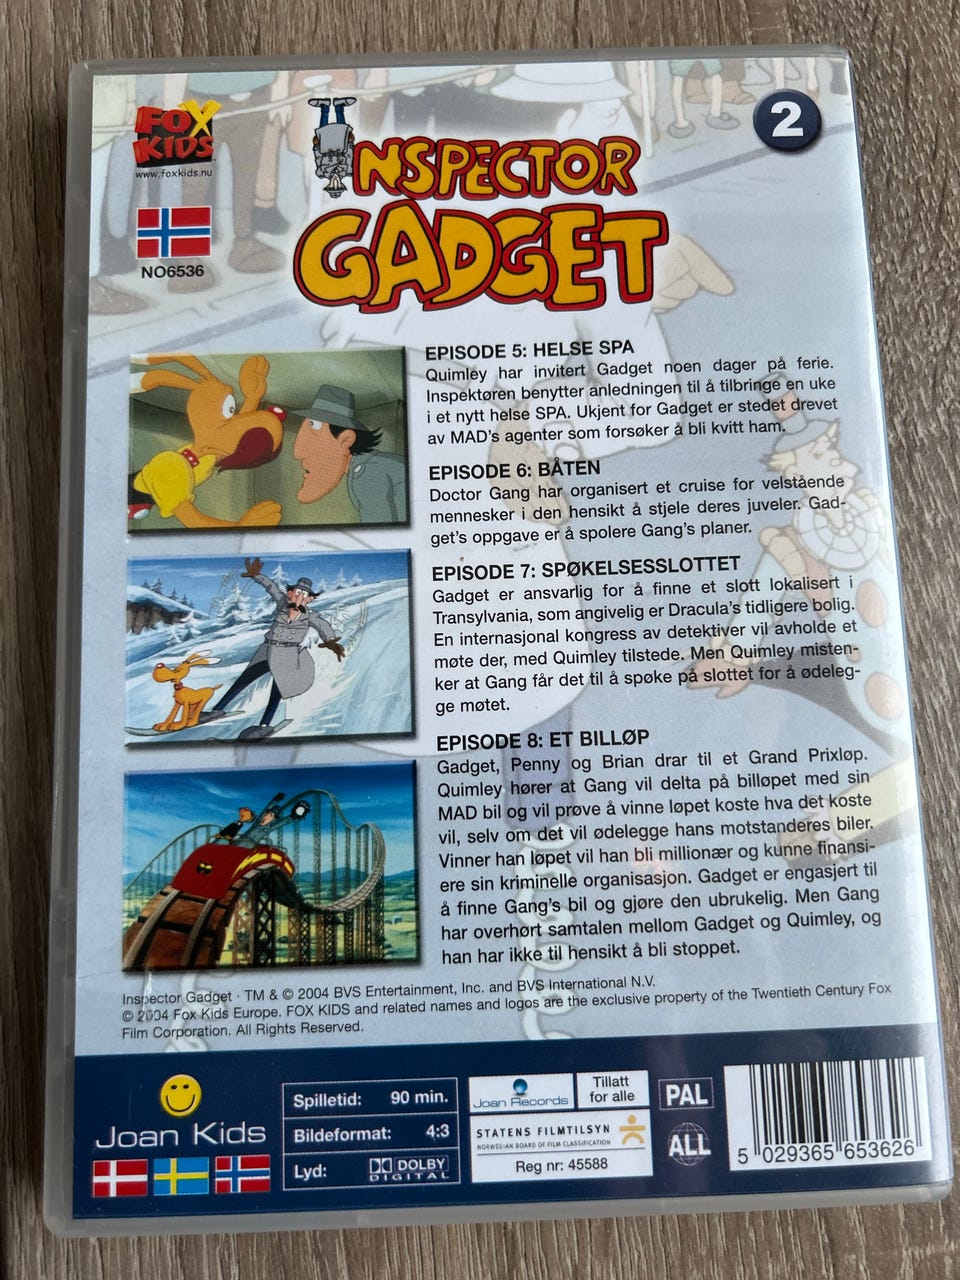 FOX
KIDS
www.foxkids.nu
NO6536
INSPECTOR
GADGET
2
EPISODE 5: HELSE SPA
Quimley har invitert Gadget noen dager på ferie.
Inspektøren benytter anledningen til å tilbringe en uke
i et nytt helse SPA. Ukjent for Gadget er stedet drevet
av MAD's agenter som forsøker å bli kvitt ham.
EPISODE 6: BÅTEN
Doctor Gang har organisert et cruise for velstående
mennesker i den hensikt å stjele deres juveler. Gad-
get's oppgave er å spolere Gang's planer.
EPISODE 7: SPØKELSESSLOTTET
Gadget er ansvarlig for å finne et slott lokalisert i
Transylvania, som angivelig er Dracula's tidligere bolig.
En internasjonal kongress av detektiver vil avholde et
møte der, med Quimley tilstede. Men Quimley misten-
ker at Gang får det til å spøke på slottet for å ødeleg-
ge møtet.
EPISODE 8: ET BILLØP
Gadget, Penny og Brian drar til et Grand Prixløp.
Quimley hører at Gang vil delta på billøpet med sin
MAD bil og vil prøve å vinne løpet koste hva det koste
vil, selv om det vil ødelegge hans motstanderes biler.
Vinner han løpet vil han bli millionær og kunne finansi-
ere sin kriminelle organisasjon. Gadget er engasjert til
å finne Gang's bil og gjøre den ubrukelig. Men Gang
har overhørt samtalen mellom Gadget og Quimley, og
han har ikke til hensikt å bli stoppet.
Inspector Gadget · TM & © 2004 BVS Entertainment, Inc. and BVS International N.V.
© 2004 Fox Kids Europe. FOX KIDS and related names and logos are the exclusive property of the Twentieth Century Fox
Film Corporation. All Rights Reserved.
Joan Kids
Spilletid: 90 min.
Bildeformat: 4:3
Lyd: DOLBY
DIGITAL
Joan Records
Tillatt
for alle
STATENS FILMTILSYN
NORWEGIAN BOARD OF FILM CLASSIFICATION
Reg nr: 45588
PAL
ALL
5 029365 653626